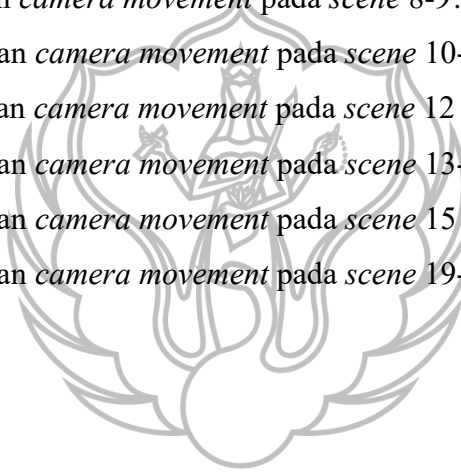 camera movement pada scene 8-9.
an camera movement pada scene 10-
an camera movement pada scene 12
an camera movement pada scene 13-
an camera movement pada scene 15
an camera movement pada scene 19-